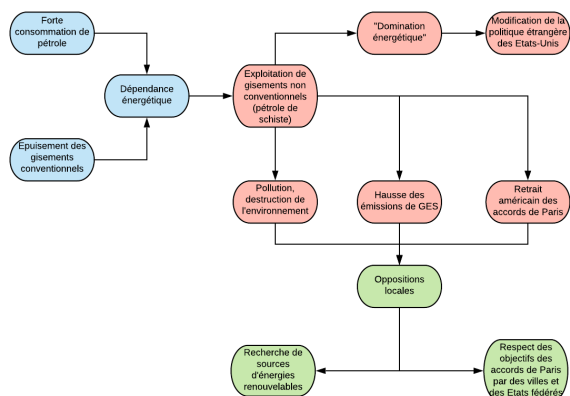 Forte
consommation de
pétrole
"Domination
énergétique"
Modification de la
politique étrangère
des Etats-Unis
Dépendance
énergétique
Exploitation de
gisements non
conventionnels
(pétrole de
schiste)
Epuisement des
gisements
conventionnels
Pollution,
destruction de
l'environnement
Hausse des
émissions de GES
Retrait
américain des
accords de Paris
Oppositions
locales
Recherche de
sources
d'énergies
renouvelables
Respect des
objectifs des
accords de Paris
par des villes et
des Etats fédérés